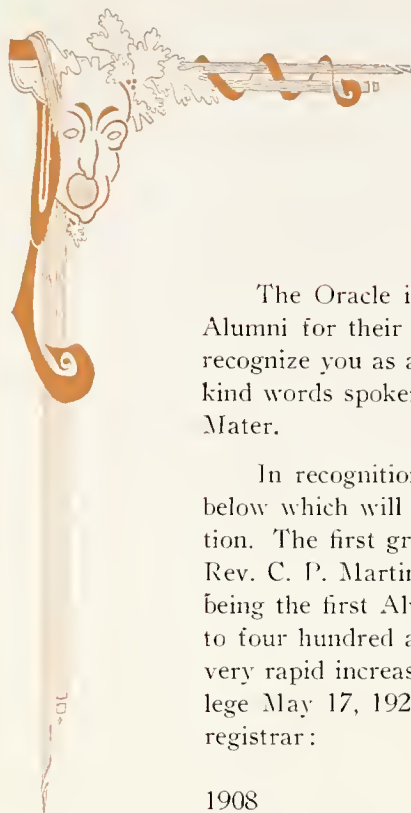 The Oracle i
Alumni for their
recognize you as a
kind words spoke
Mater.
In recognition
below which will
tion. The first gr
Rev. C. P. Martin
being the first Al
to four hundred a
very rapid increas
lege May 17, 192
registrar:
1908